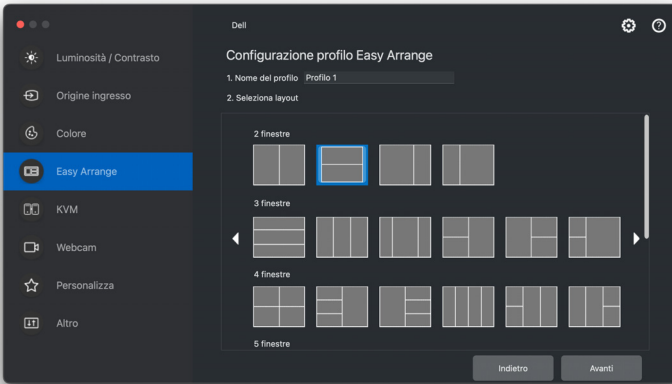 Dell
Luminosità / Contrasto
Origine ingresso
Colore
Easy Arrange
KVM
Webcam
Personalizza
Altro
Configurazione profilo Easy Arrange
1. Nome del profilo Profilo 1
2. Seleziona layout
2 finestre
3 finestre
4 finestre
5 finestre
Indietro
Avanti